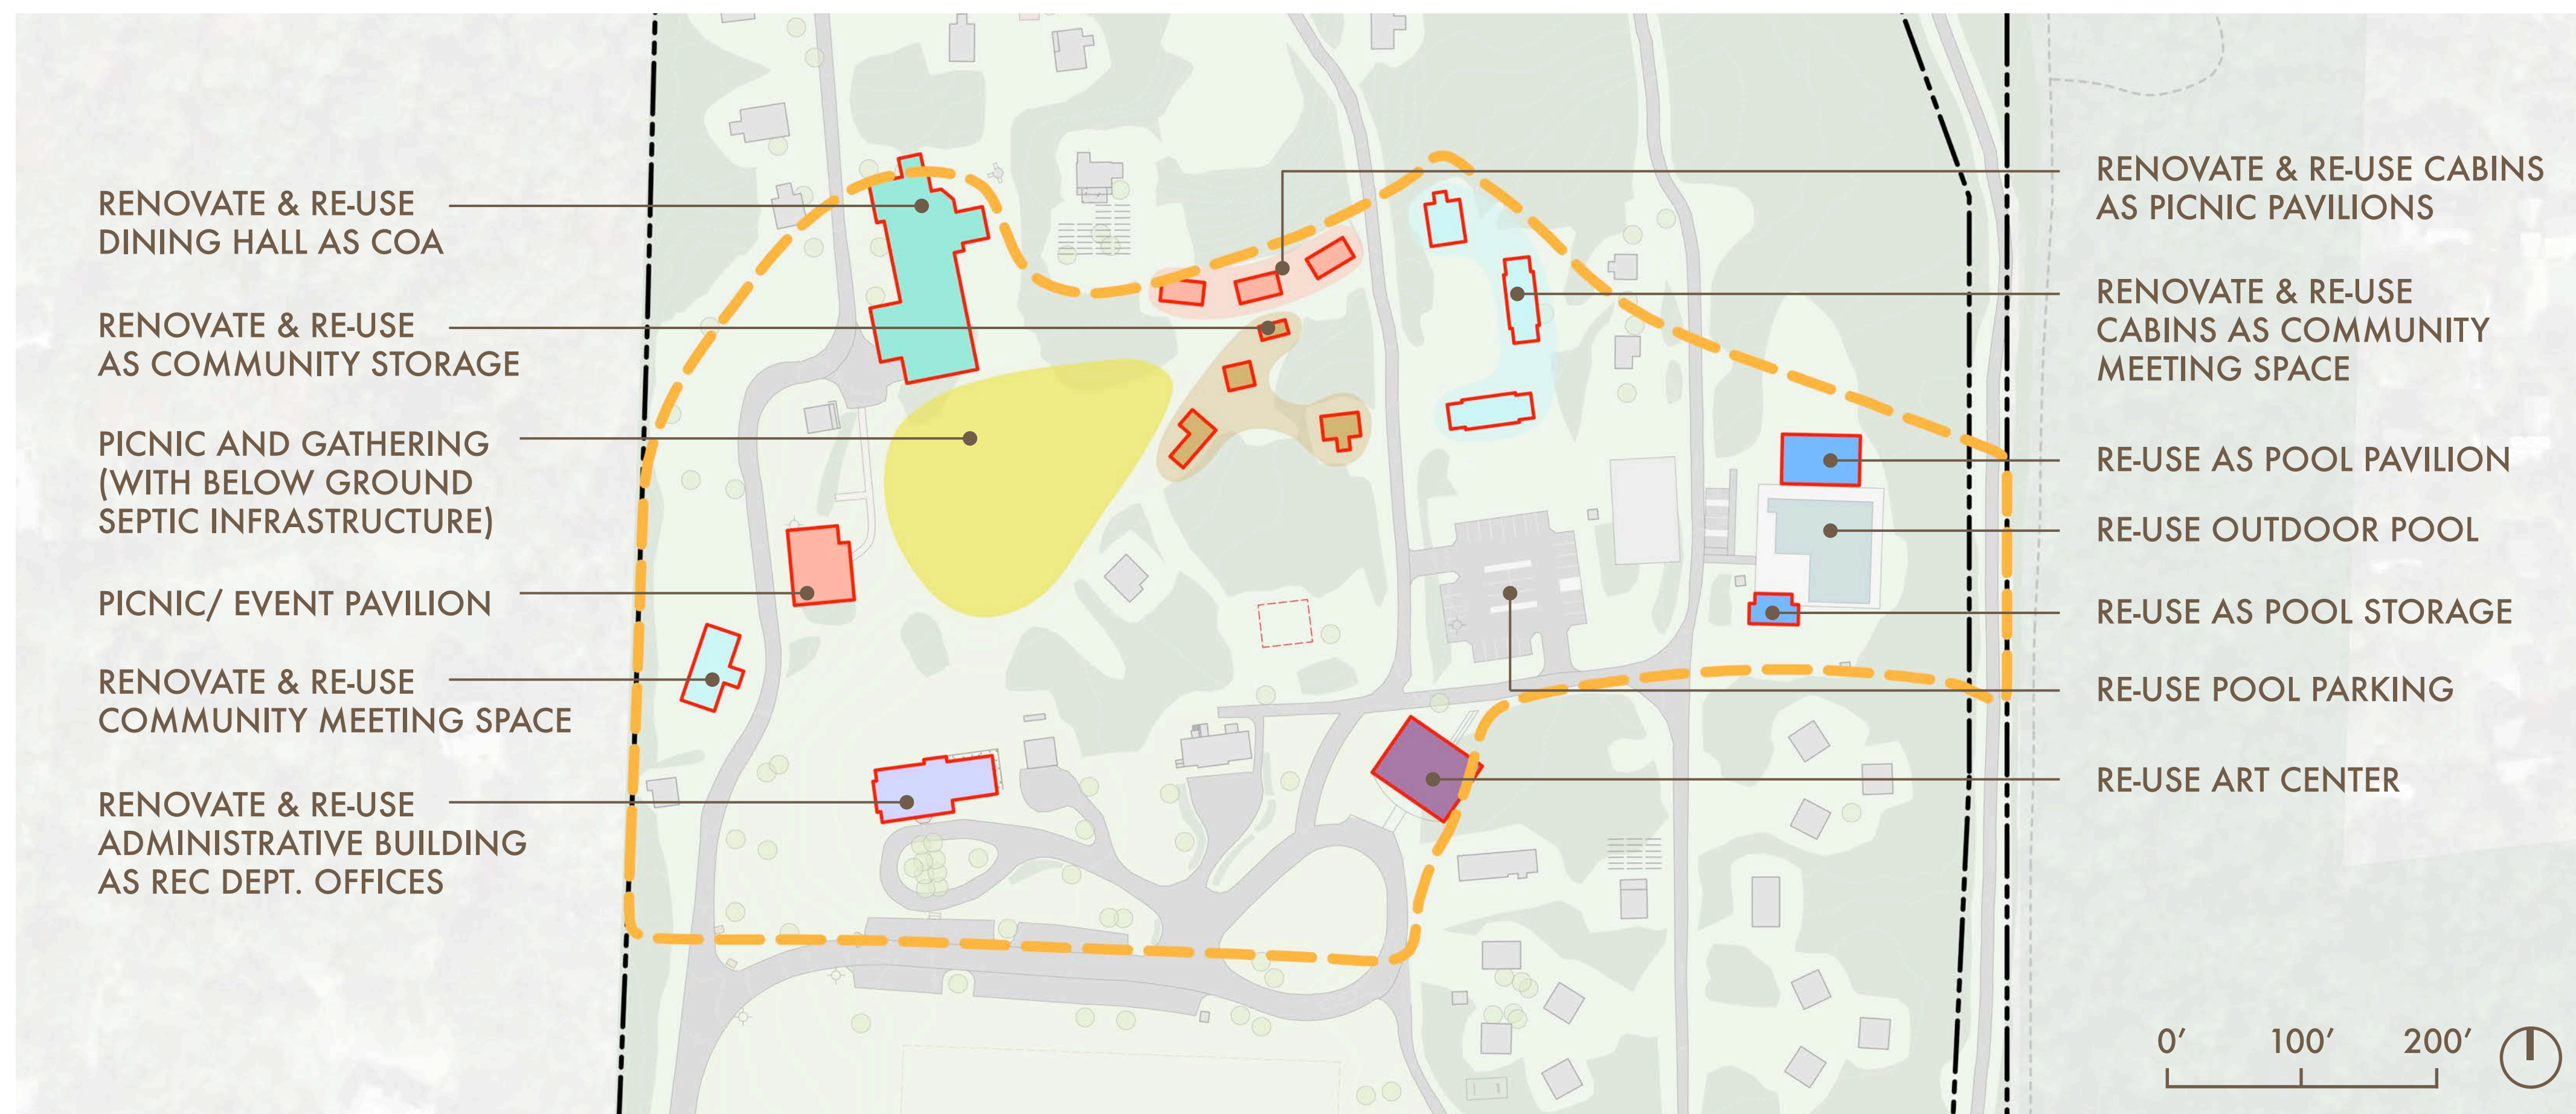 RENOVATE & RE-USE
DINING HALL AS COA
RENOVATE & RE-USE
AS COMMUNITY STORAGE
PICNIC AND GATHERING
(WITH BELOW GROUND
SEPTIC INFRASTRUCTURE)
PICNIC/ EVENT PAVILION
RENOVATE & RE-USE
COMMUNITY MEETING SPACE
RENOVATE & RE-USE
ADMINISTRATIVE BUILDING
AS REC DEPT. OFFICES
RENOVATE & RE-USE CABINS
AS PICNIC PAVILIONS
RENOVATE & RE-USE
CABINS AS COMMUNITY
MEETING SPACE
RE-USE AS POOL PAVILION
RE-USE OUTDOOR POOL
RE-USE AS POOL STORAGE
RE-USE POOL PARKING
RE-USE ART CENTER
0′ 100′ 200′